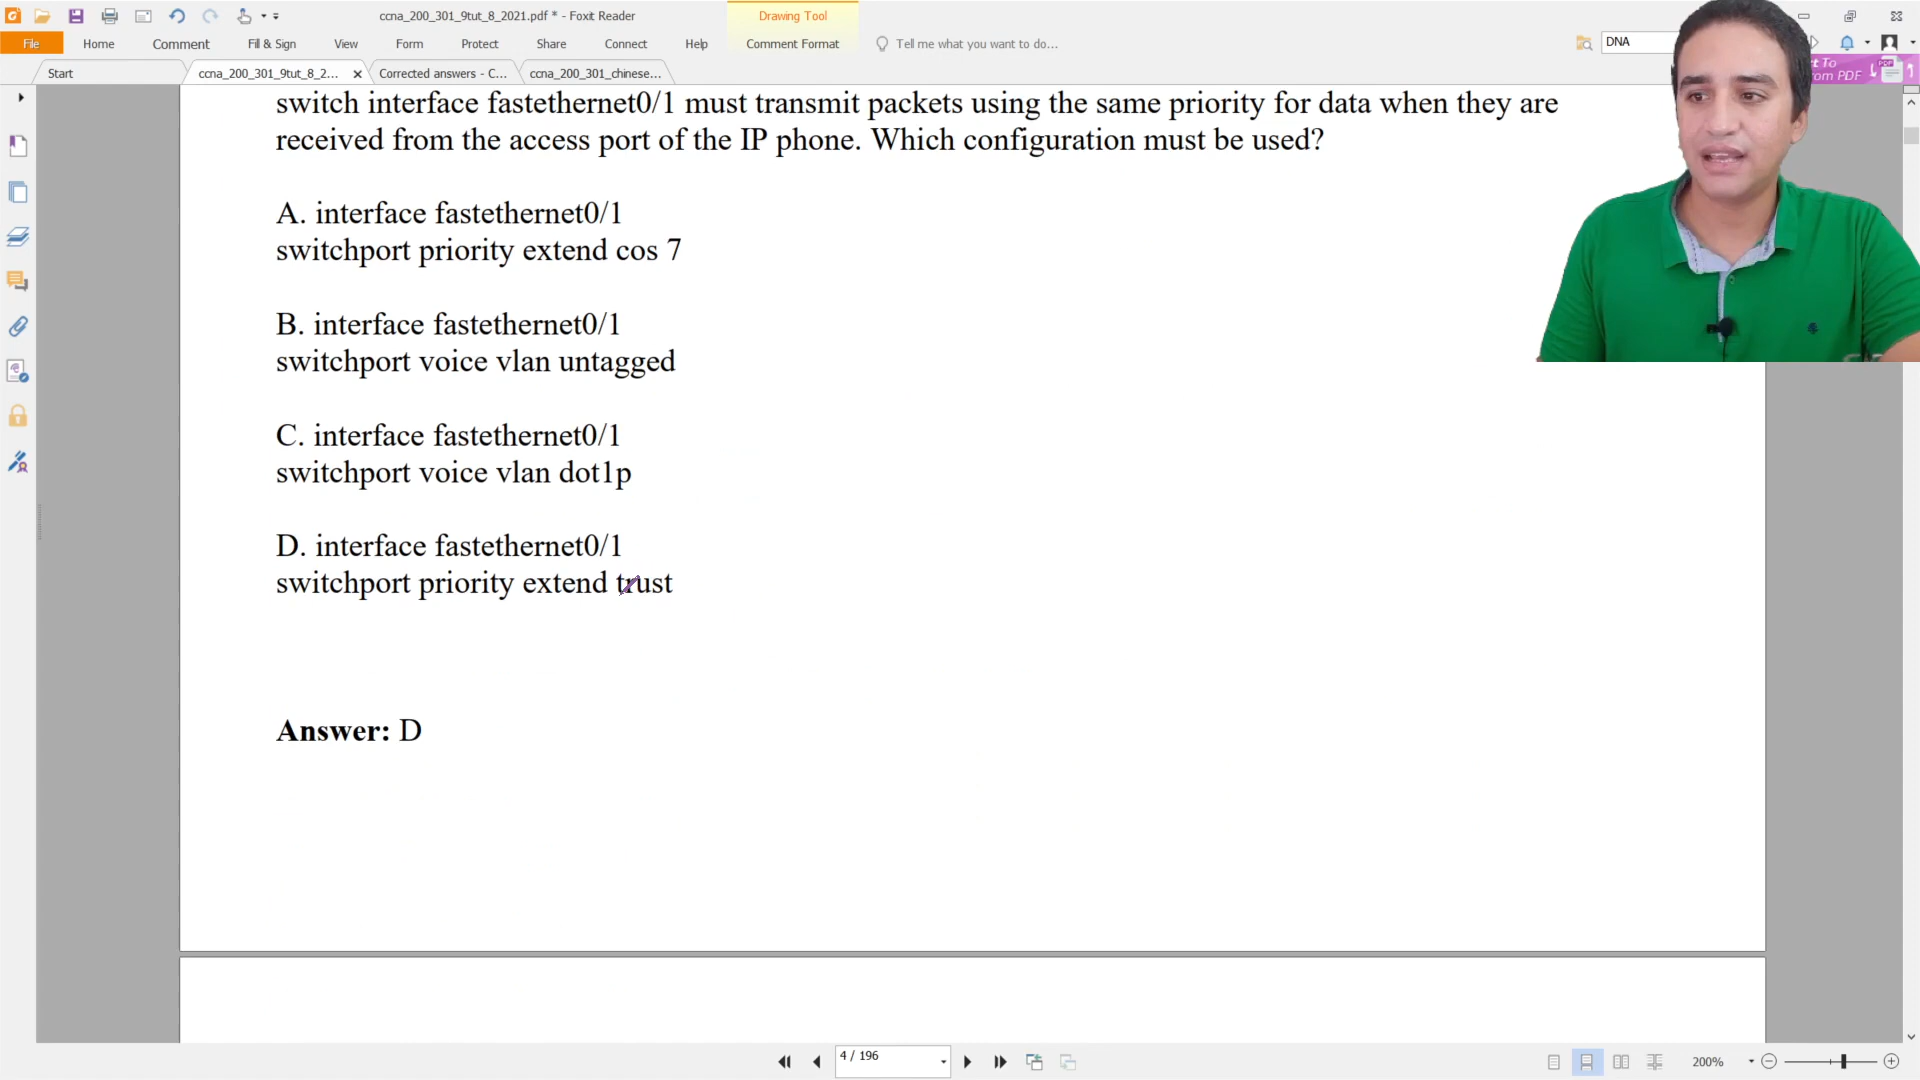 ccna_200_301_9tut_8_2021.pdf * - Foxit Reader
Drawing Tool
File Home Comment Fill & Sign View Form Protect Share Connect Help Comment Format Tell me what you want to do... DNA
Start ccna_200_301_9tut_8_2... Corrected answers - C... ccna_200_301_chinese...
rom PDF
switch interface fastethernet0/1 must transmit packets using the same priority for data when they are
received from the access port of the IP phone. Which configuration must be used?
A. interface fastethernet0/1
switchport priority extend cos 7
B. interface fastethernet0/1
switchport voice vlan untagged
C. interface fastethernet0/1
switchport voice vlan dot1p
D. interface fastethernet0/1
switchport priority extend trust
Answer: D
4 / 196
200%